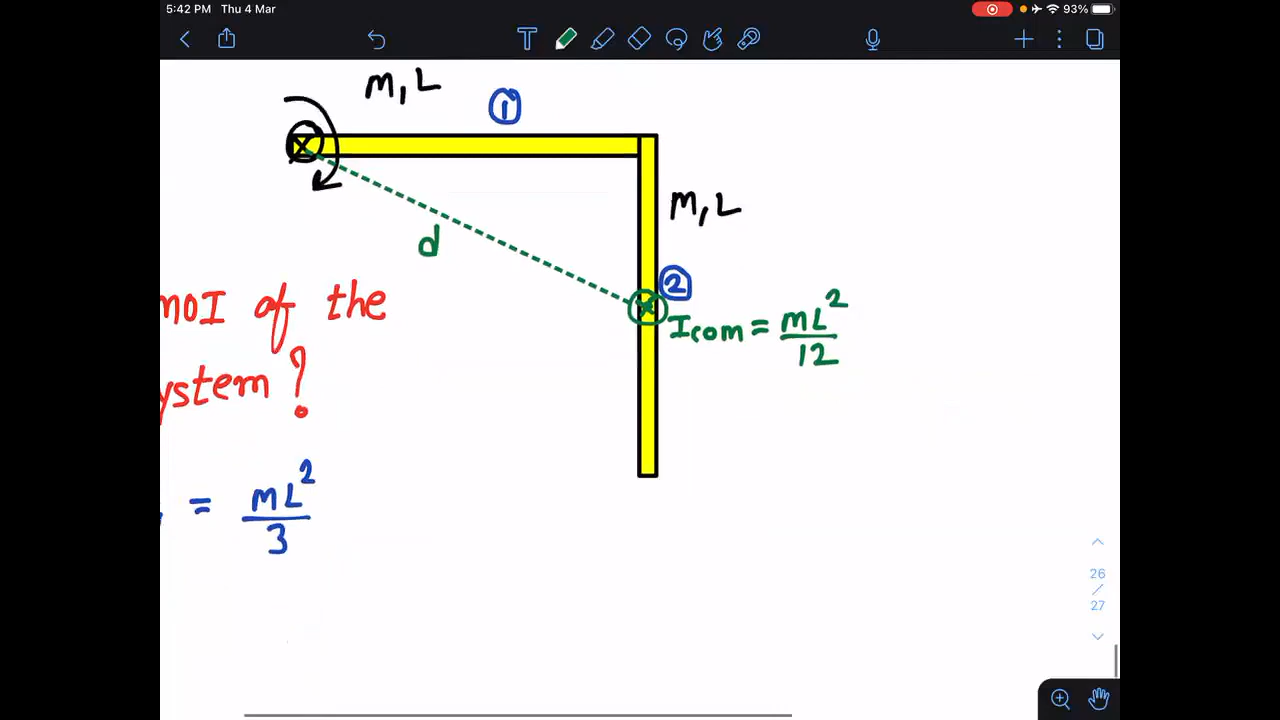 5:42 PM Thu 4 Mar
93%
T
m, L
1
m, L
d
2
Icom = mL²/12
MOI of the
ystem?
= mL²/3
26
/
27